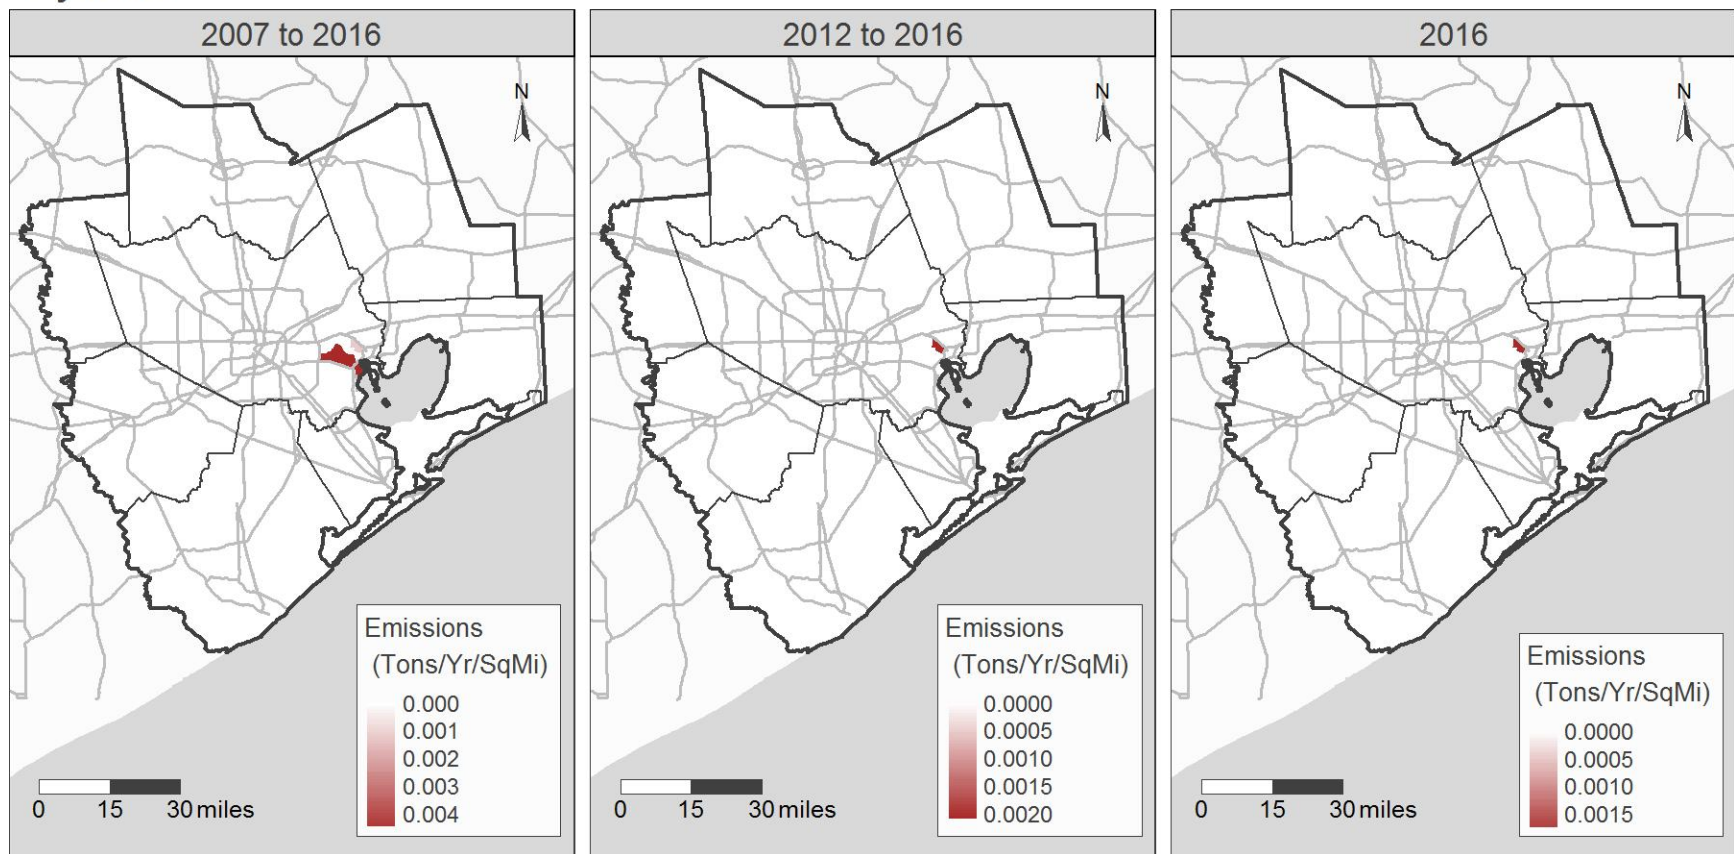 2007 to 2016
N
Emissions
(Tons/Yr/SqMi)
0.000
0.001
0.002
0.003
0.004
0 15 30 miles
2012 to 2016
N
Emissions
(Tons/Yr/SqMi)
0.0000
0.0005
0.0010
0.0015
0.0020
0 15 30 miles
2016
N
Emissions
(Tons/Yr/SqMi)
0.0000
0.0005
0.0010
0.0015
0 15 30 miles